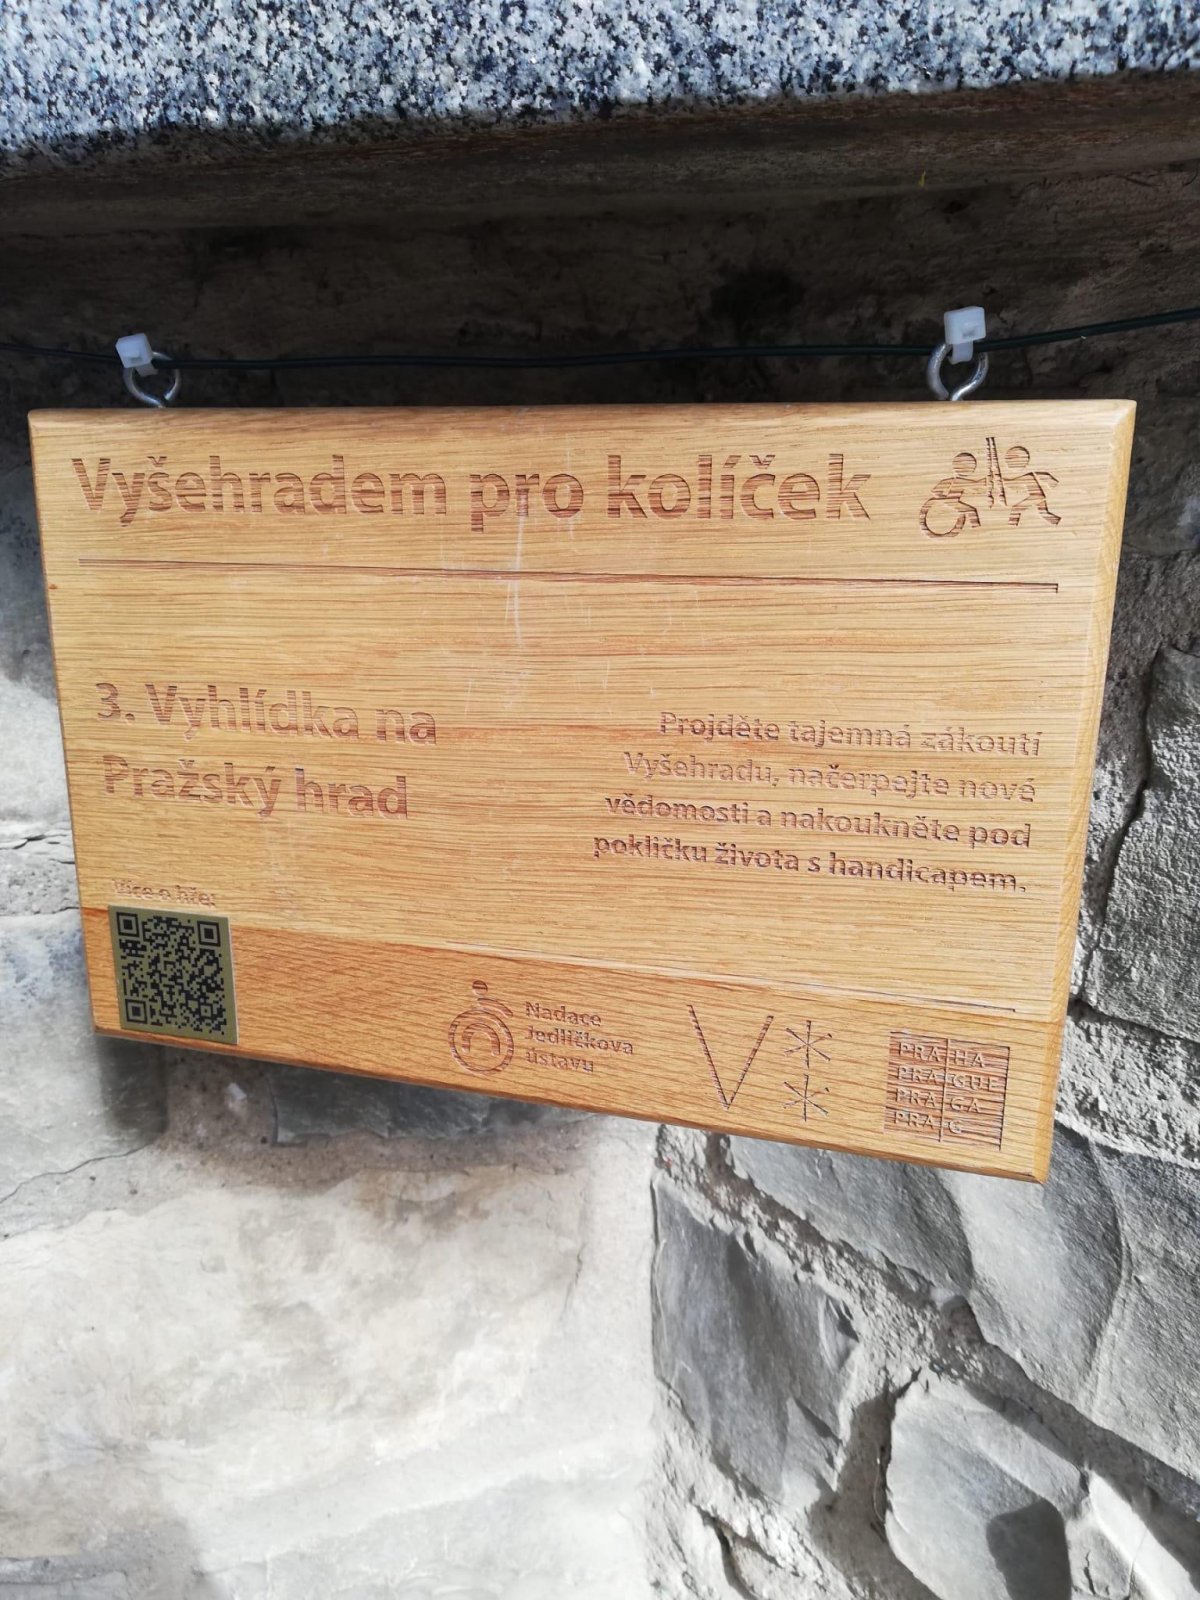 Vyšehradem pro kolíček
3. Vyhlídka na
Pražský hrad
Projděte tajemná zákoutí
Vyšehradu, načerpejte nové
vědomosti a nakoukněte pod
pokličku života s handicapem.
Více o hře:
Nadace
Jedličkova
ústavu
V**
PRA HA
PRA GUE
PRA GA
PRA G